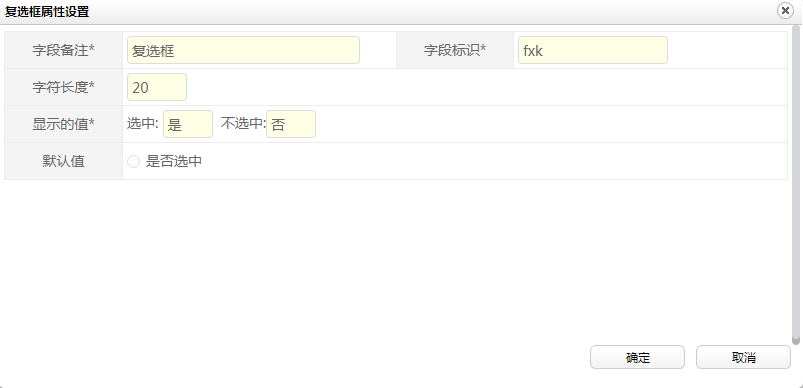 复选框属性设置
字段备注* 复选框 字段标识* fxk
字符长度* 20
显示的值* 选中: 是 不选中: 否
默认值 是否选中
确定 取消